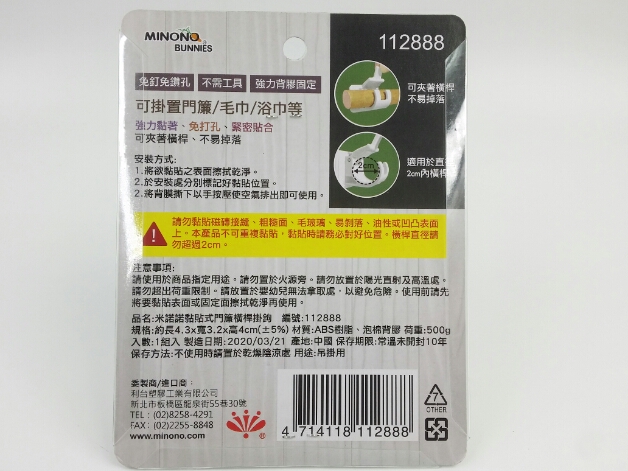 MINONO
BUNNIES
112888
免釘免鑽孔 不需工具 強力背膠固定
可掛置門簾/毛巾/浴巾等
強力黏著、免打孔、緊密貼合
可夾著橫桿、不易掉落
可夾著橫桿
不易掉落
2cm
適用於直
2cm內橫桿
安裝方式:
1.將欲黏貼之表面擦拭乾淨。
2.於安裝處分別標記好黏貼位置。
2.將背膜撕下以手按壓使空氣排出即可使用。
請勿黏貼磁磚接縫、粗糙面、毛玻璃、易剝落、油性或凹凸表面
上。本產品不可重複黏貼,黏貼時請務必對好位置。橫桿直徑請
勿超過2cm。
注意事項:
請使用於商品指定用途。請勿置於火源旁。請勿放置於陽光直射及高溫處。
請勿超出荷重限制。請放置於嬰幼兒無法拿取處,以避免危險。使用前請先
將要黏貼表面或固定面擦拭乾淨再使用。
品名:米諾諾黏貼式門簾橫桿掛鉤 編號:112888
規格:約長4.3x寬3.2x高4cm(±5%) 材質:ABS樹脂、泡棉背膠 荷重:500g
入數:1組入 製造日期:2020/03/21 產地:中國 保存期限:常溫未開封10年
保存方法:不使用時請置於乾燥陰涼處 用途:吊掛用
委製商/進口商:
利台塑膠工業有限公司
新北市板橋區龍泉街55巷30號
TEL:(02)8258-4291
FAX:(02)2255-8848
www.minono.com
®
4 714118 112888
7
OTHER